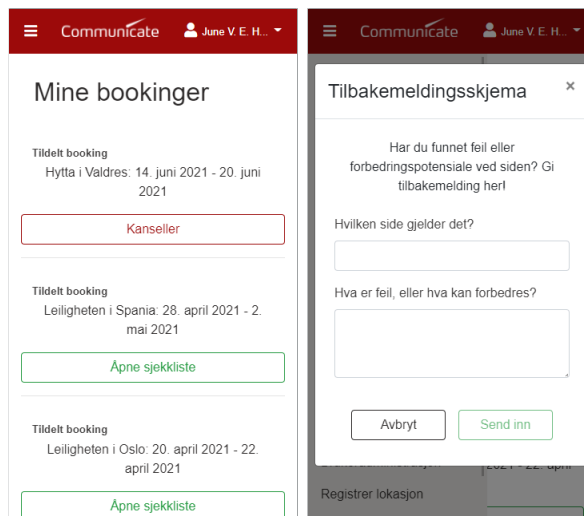 Communicate
June V. E. H...
Mine bookinger
Tildelt booking
Hytta i Valdres: 14. juni 2021 - 20. juni
2021
Kanseller
Tildelt booking
Leiligheten i Spania: 28. april 2021 - 2.
mai 2021
Åpne sjekkliste
Tildelt booking
Leiligheten i Oslo: 20. april 2021 - 22.
april 2021
Åpne sjekkliste
Communicate
June V. E. H...
Tilbakemeldingsskjema
×
Har du funnet feil eller
forbedringspotensiale ved siden? Gi
tilbakemelding her!
Hvilken side gjelder det?
Hva er feil, eller hva kan forbedres?
Avbryt
Send inn
Registrer lokasjon